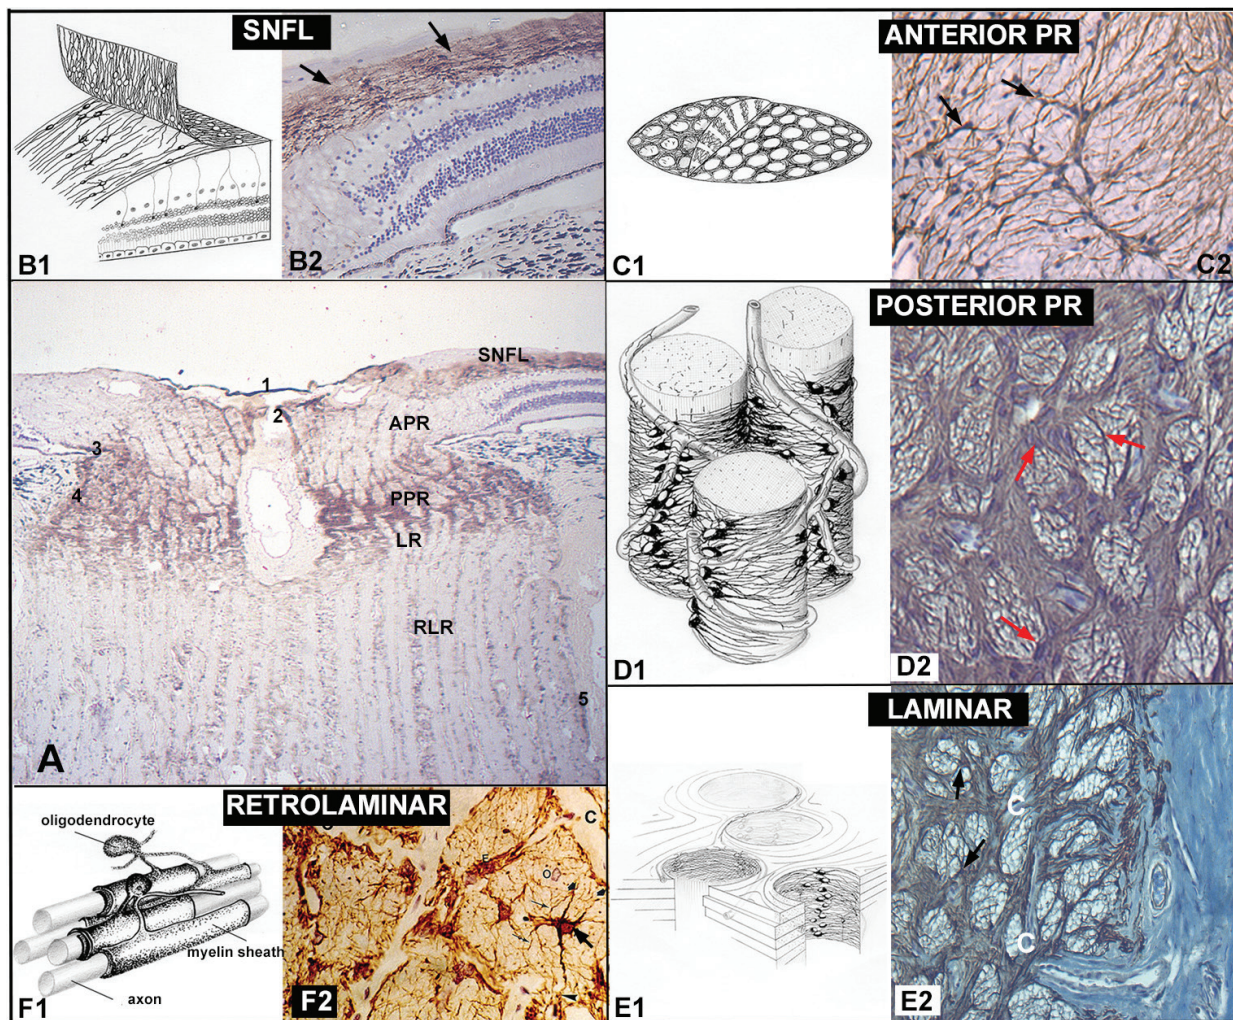 SNFL
ANTERIOR PR
B1
B2
C1
C2
SNFL
1
2
APR
3
4
PPR
LR
RLR
5
A
POSTERIOR PR
D1
D2
RETROLAMINAR
oligodendrocyte
myelin sheath
axon
F1
C
E
O
F2
LAMINAR
C
C
E1
E2